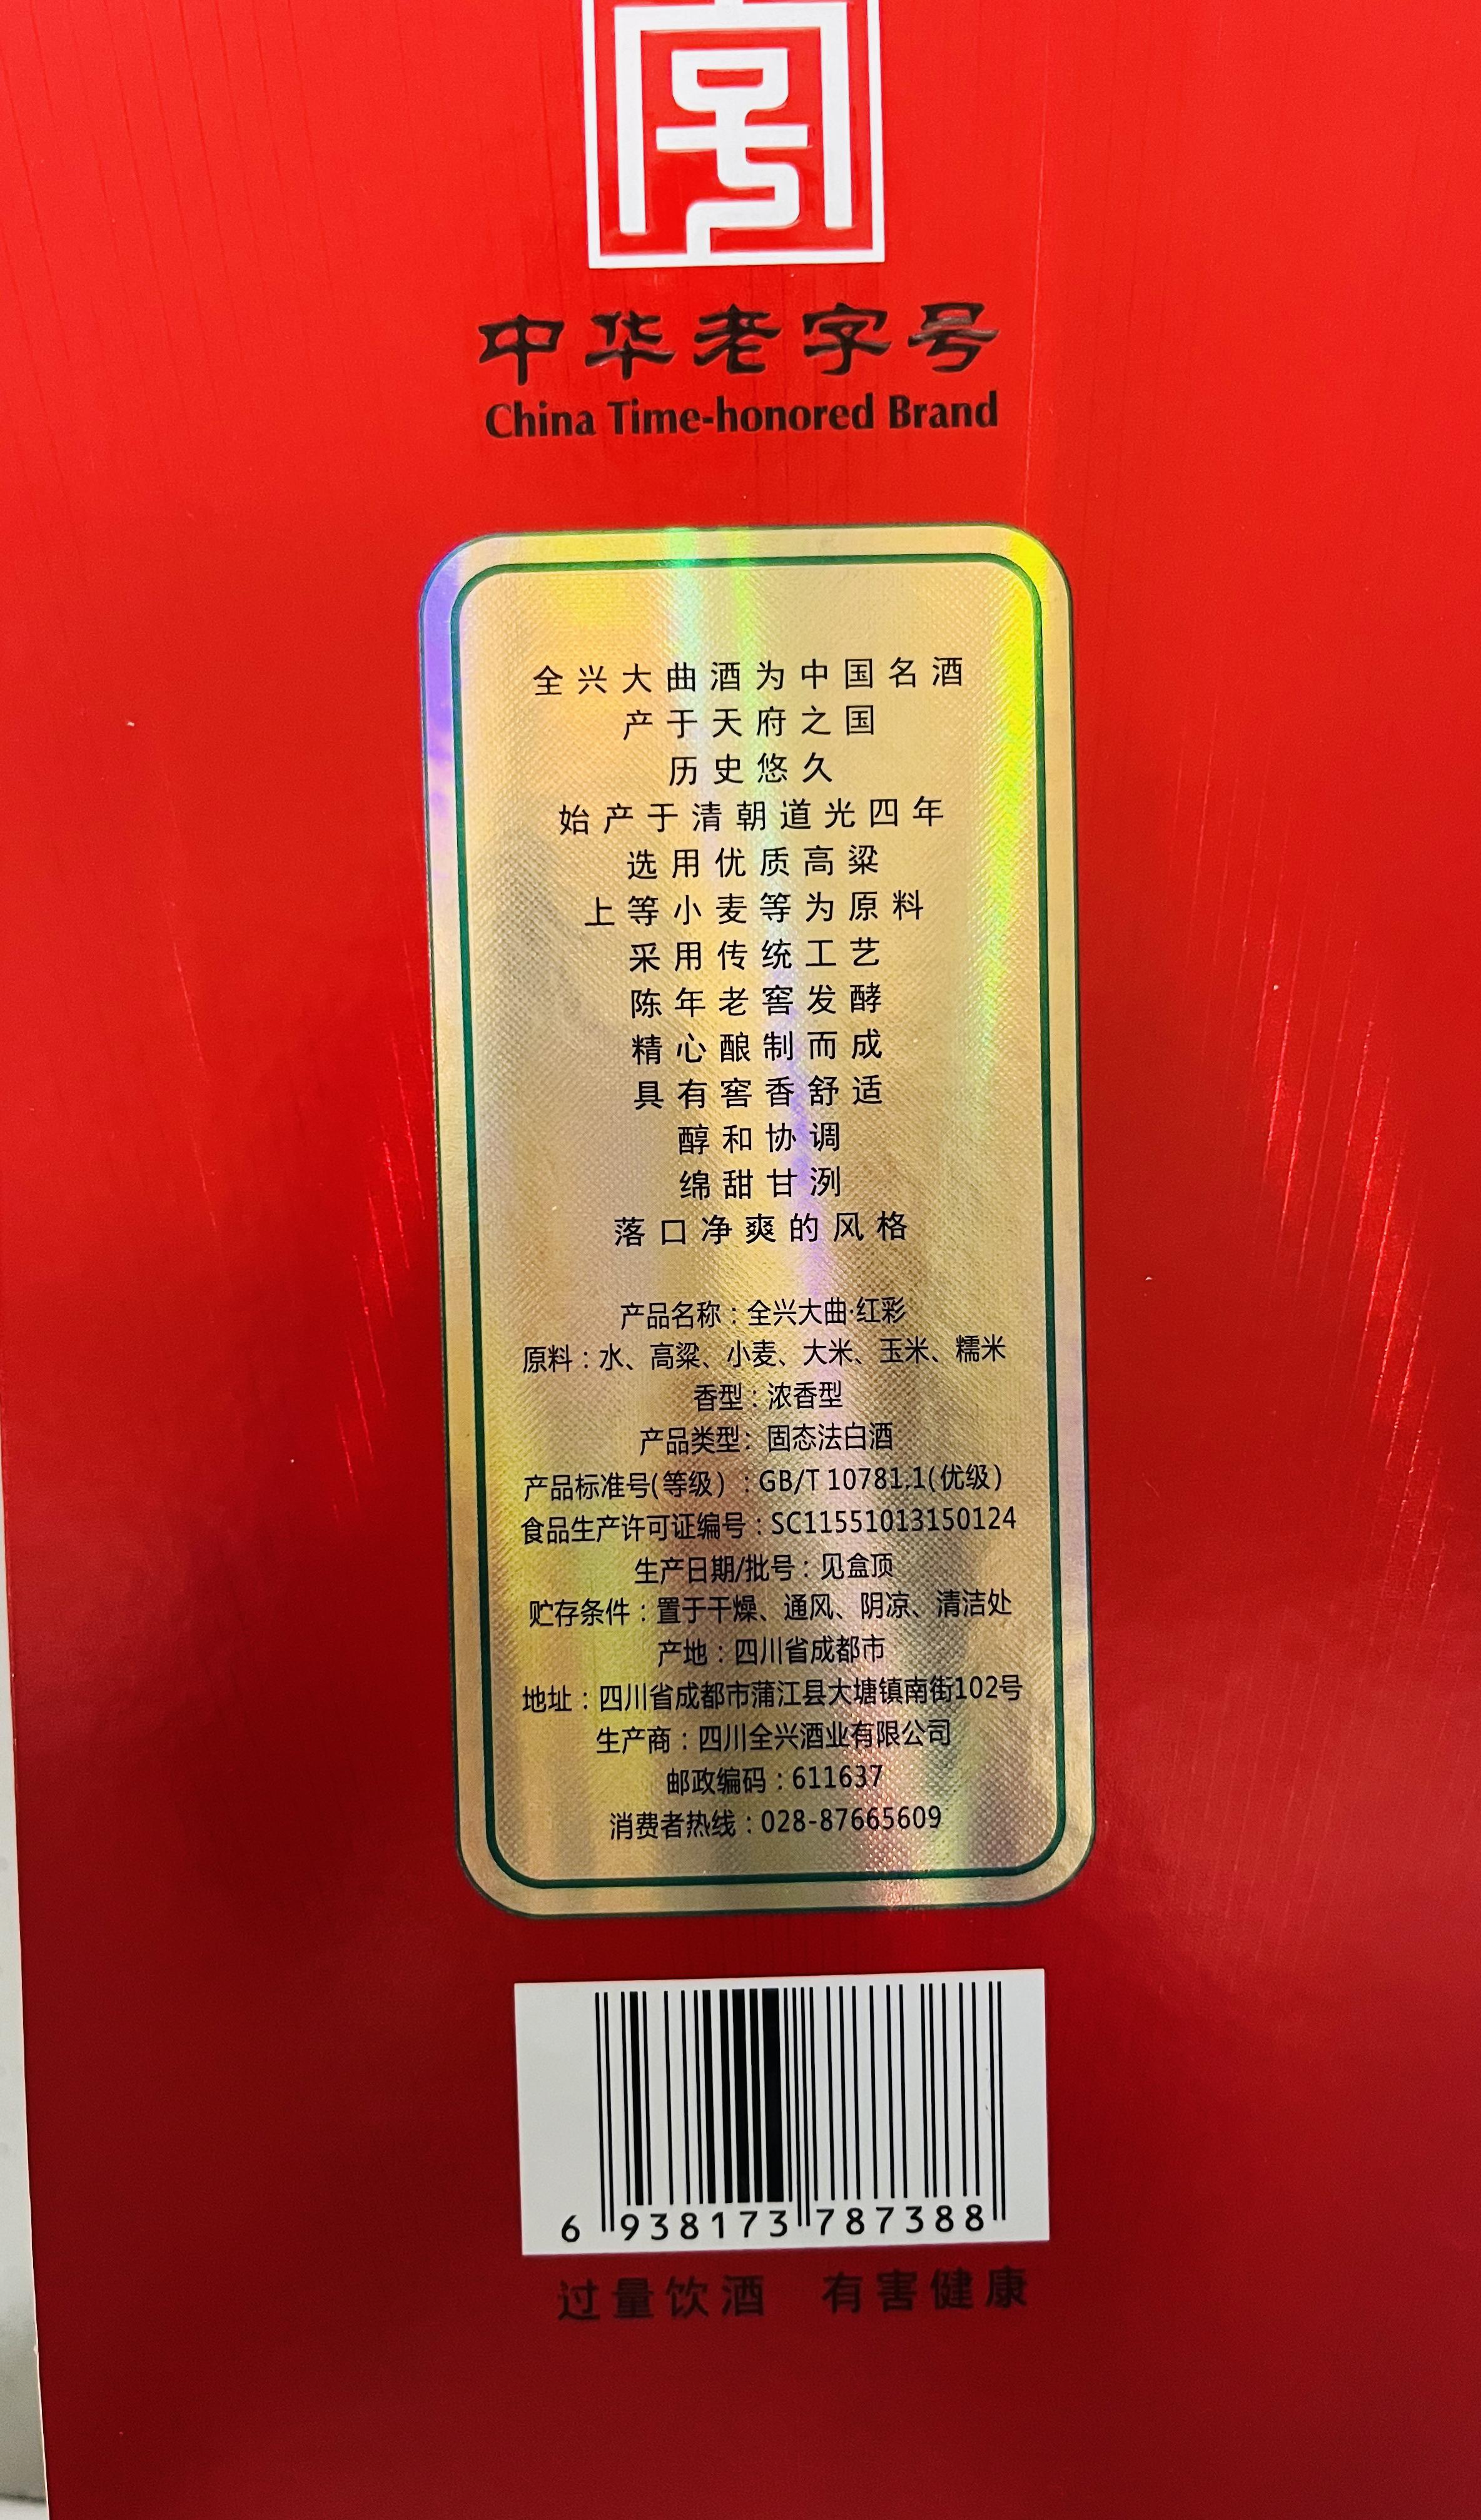 中华老字号
China Time-honored Brand
全兴大曲酒为中国名酒
产于天府之国
历史悠久
始产于清朝道光四年
选用优质高粱
上等小麦等为原料
采用传统工艺
陈年老窖发酵
精心酿制而成
具有窖香舒适
醇和协调
绵甜甘洌
落口净爽的风格
产品名称：全兴大曲·红彩
原料：水、高粱、小麦、大米、玉米、糯米
香型：浓香型
产品类型：固态法白酒
产品标准号(等级）：GB/T 10781.1(优级）
食品生产许可证编号：SC11551013150124
生产日期/批号：见盒顶
贮存条件：置于干燥、通风、阴凉、清洁处
产地：四川省成都市
地址：四川省成都市蒲江县大塘镇南街102号
生产商：四川全兴酒业有限公司
邮政编码：611637
消费者热线：028-87665609
6 938173 787388
过量饮酒 有害健康